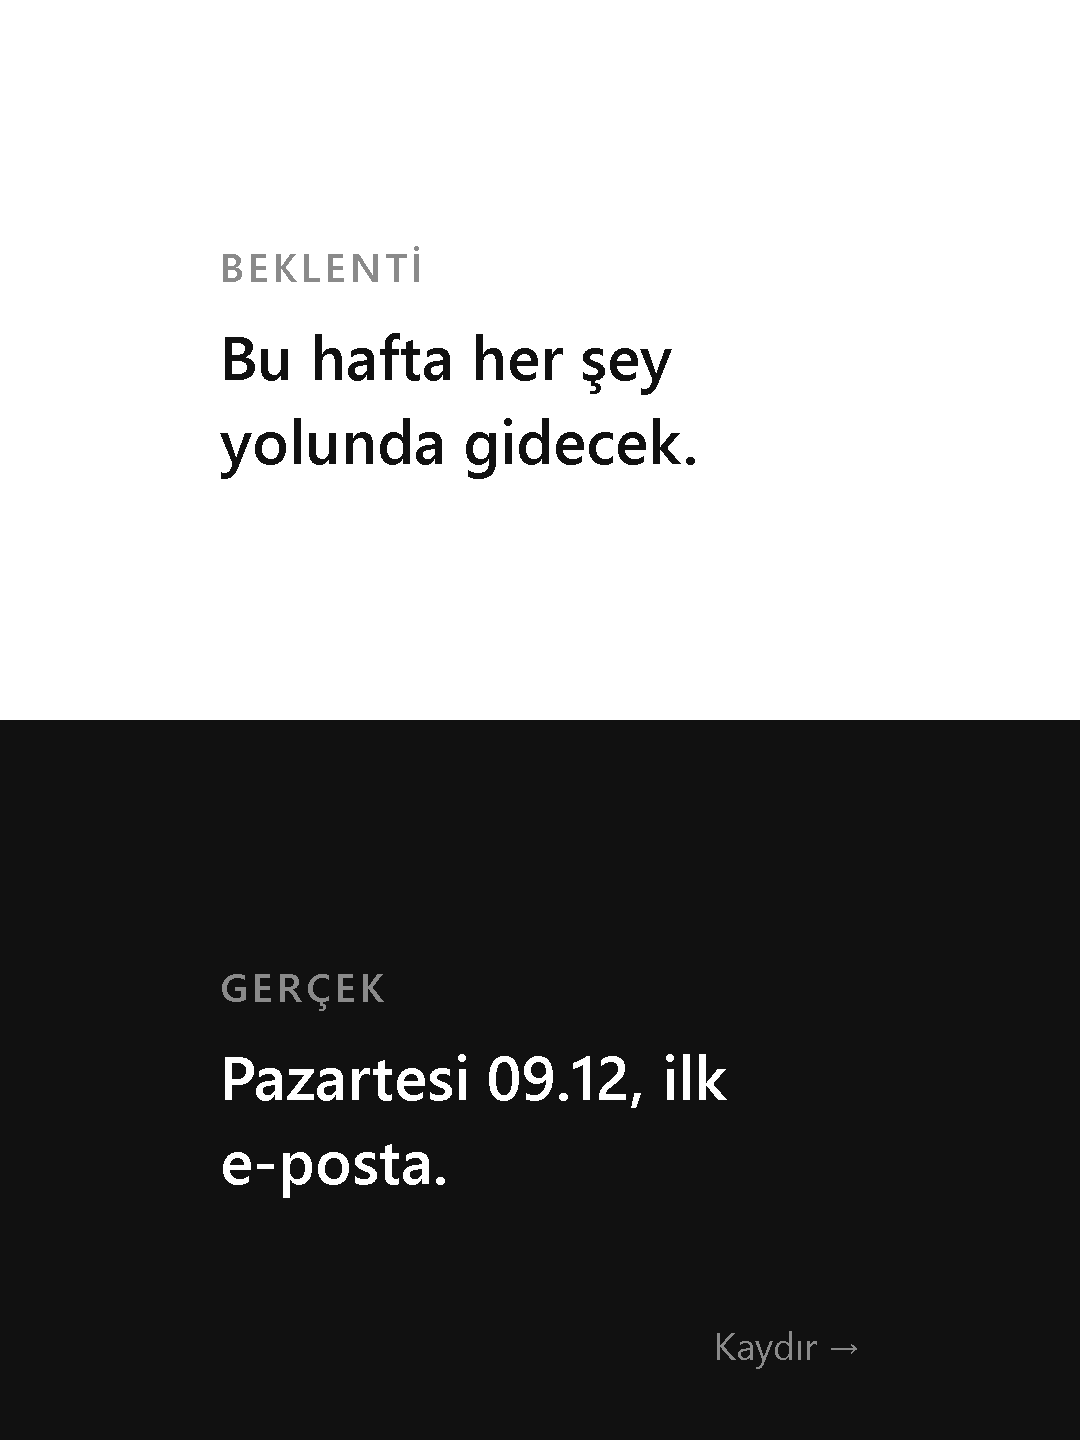 BEKLENTİ
Bu hafta her şey
yolunda gidecek.
GERÇEK
Pazartesi 09.12, ilk
e-posta.
Kaydır →